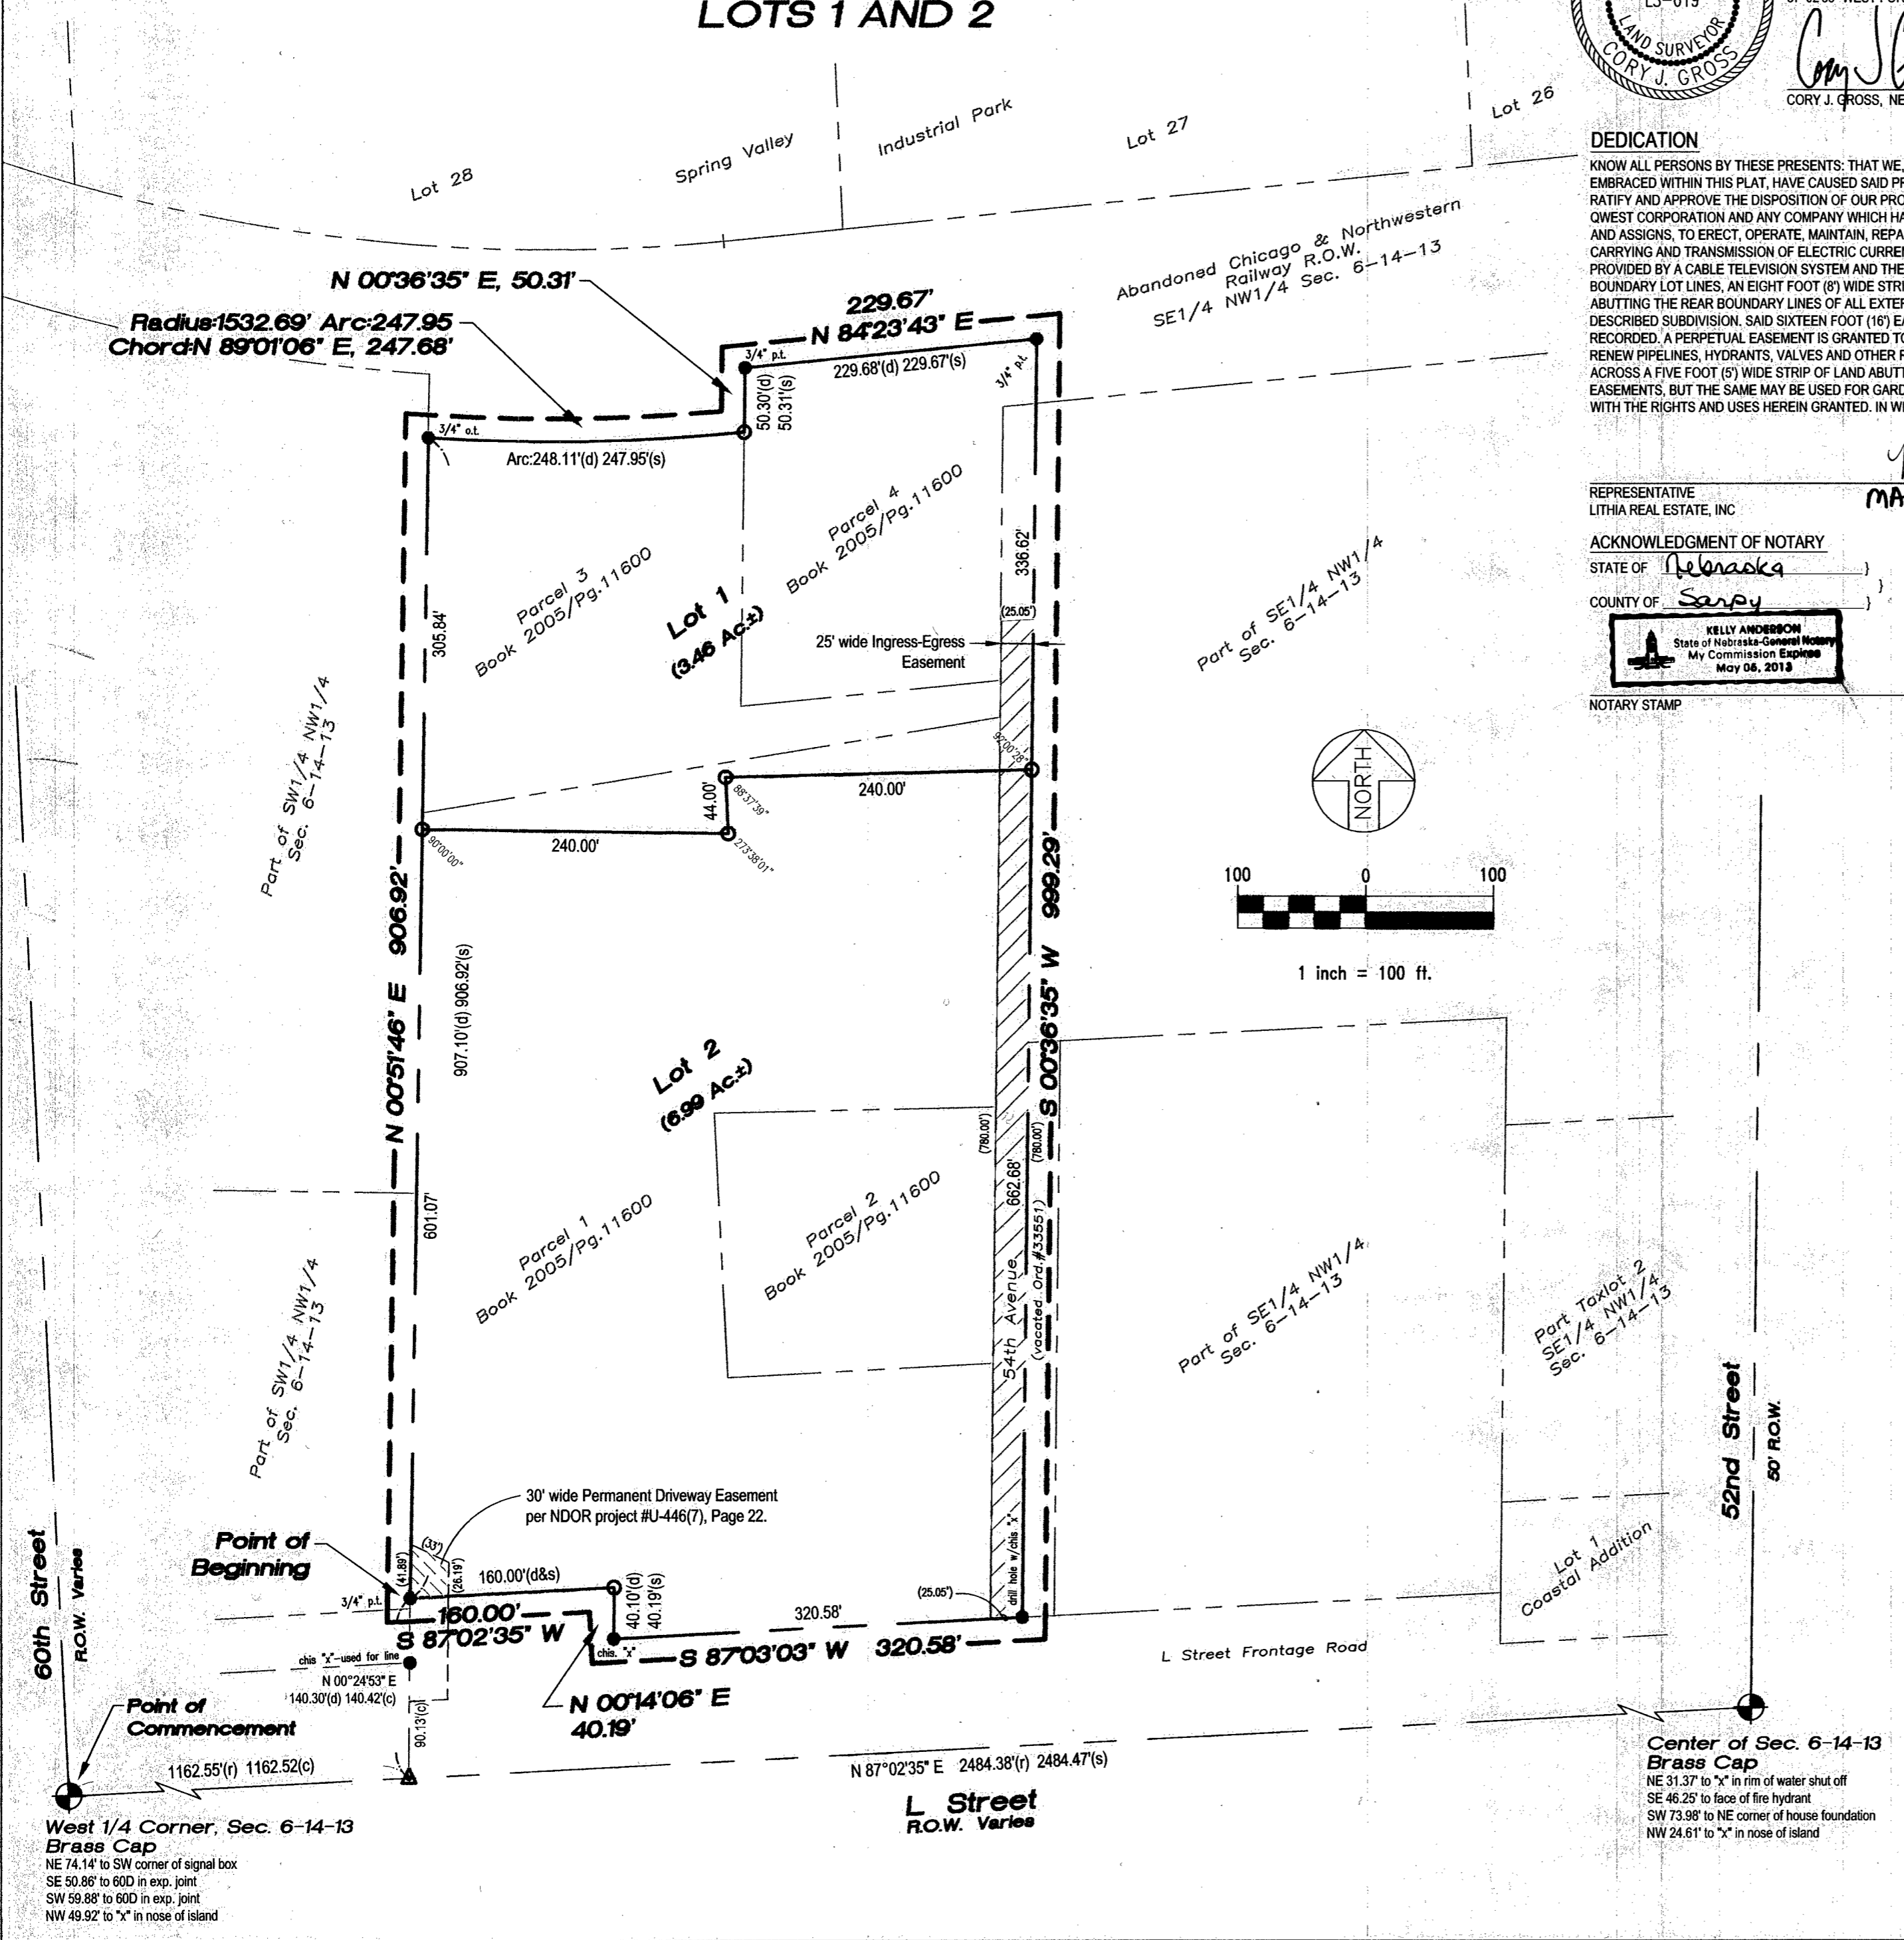 LOTS 1 AND 2
LS-619
LAND SURVEYOR
CORY J. GROSS
CORY J. GROSS, NE
Lot 28
Spring Valley
Industrial Park
Lot 27
Lot 26
Abandoned Chicago & Northwestern
Railway R.O.W.
SE1/4 NW1/4 Sec. 6-14-13
DEDICATION
KNOW ALL PERSONS BY THESE PRESENTS: THAT WE,
EMBRACED WITHIN THIS PLAT, HAVE CAUSED SAID
RATIFY AND APPROVE THE DISPOSITION OF OUR
QWEST CORPORATION AND ANY COMPANY WHICH
AND ASSIGNS, TO ERECT, OPERATE, MAINTAIN,
CARRYING AND TRANSMISSION OF ELECTRIC
PROVIDED BY A CABLE TELEVISION SYSTEM AND THE
BOUNDARY LOT LINES, AN EIGHT FOOT (8') WIDE
ABUTTING THE REAR BOUNDARY LINES OF ALL
DESCRIBED SUBDIVISION. SAID SIXTEEN FOOT (16')
RECORDED. A PERPETUAL EASEMENT IS GRANTED TO
RENEW PIPELINES, HYDRANTS, VALVES AND OTHER
ACROSS A FIVE FOOT (5') WIDE STRIP OF LAND
EASEMENTS, BUT THE SAME MAY BE USED FOR
WITH THE RIGHTS AND USES HEREIN GRANTED. IN
REPRESENTATIVE
MA
LITHIA REAL ESTATE, INC
ACKNOWLEDGMENT OF NOTARY
STATE OF Nebraska }
}
COUNTY OF Sarpy }
KELLY ANDERSON
State of Nebraska-General Notary
My Commission Expires
May 06, 2013
NOTARY STAMP
N 00°36'35" E, 50.31'
Radius:1532.69' Arc:247.95
Chord:N 89°01'06" E, 247.68'
229.67'
N 84°23'43" E
3/4" p.t.
229.68'(d) 229.67'(s)
3/4" p.t.
50.30'(d)
50.31'(s)
3/4" o.t.
Arc:248.11'(d) 247.95'(s)
Parcel 3
Book 2005/Pg.11600
Parcel 4
Book 2005/Pg.11600
Lot 1
(3.46 Ac.±)
305.84'
336.62'
(25.05')
25' wide Ingress-Egress
Easement
Part of SE1/4 NW1/4
Sec. 6-14-13
Part of SW1/4 NW1/4
Sec. 6-14-13
92°00'28"
240.00'
44.00'
88°37'39"
240.00'
90°00'00"
273°38'01"
NORTH
100 0 100
1 inch = 100 ft.
N 00°51'46" E 906.92'
907.10'(d) 906.92'(s)
S 00°36'35" W 999.29'
Lot 2
(6.99 Ac.±)
(780.00')
(780.00')
662.68'
601.07'
Parcel 1
Book 2005/Pg.11600
Parcel 2
Book 2005/Pg.11600
54th Avenue
(vacated Ord.#33551)
Part of SW1/4 NW1/4
Sec. 6-14-13
Part of SE1/4 NW1/4
Sec. 6-14-13
Part Taxlot 2
SE1/4 NW1/4
Sec. 6-14-13
52nd Street
50' R.O.W.
60th Street
R.O.W. Varies
30' wide Permanent Driveway Easement
per NDOR project #U-446(7), Page 22.
Point of
Beginning
(41.89')
(33')
(26.19')
3/4" p.t.
160.00'(d&s)
160.00'
S 87°02'35" W
40.10'(d)
40.19'(s)
chis. "x"
320.58'
(25.05')
drill hole w/chis "x"
S 87°03'03" W 320.58'
Lot 1
Coastal Addition
L Street Frontage Road
chis "x"-used for line
N 00°24'53" E
140.30'(d) 140.42'(c)
90.13'(c)
N 00°14'06" E
40.19'
Point of
Commencement
1162.55'(r) 1162.52(c)
N 87°02'35" E 2484.38'(r) 2484.47'(s)
L Street
R.O.W. Varies
West 1/4 Corner, Sec. 6-14-13
Brass Cap
NE 74.14' to SW corner of signal box
SE 50.86' to 60D in exp. joint
SW 59.88' to 60D in exp. joint
NW 49.92' to "x" in nose of island
Center of Sec. 6-14-13
Brass Cap
NE 31.37' to "x" in rim of water shut off
SE 46.25' to face of fire hydrant
SW 73.98' to NE corner of house foundation
NW 24.61' to "x" in nose of island